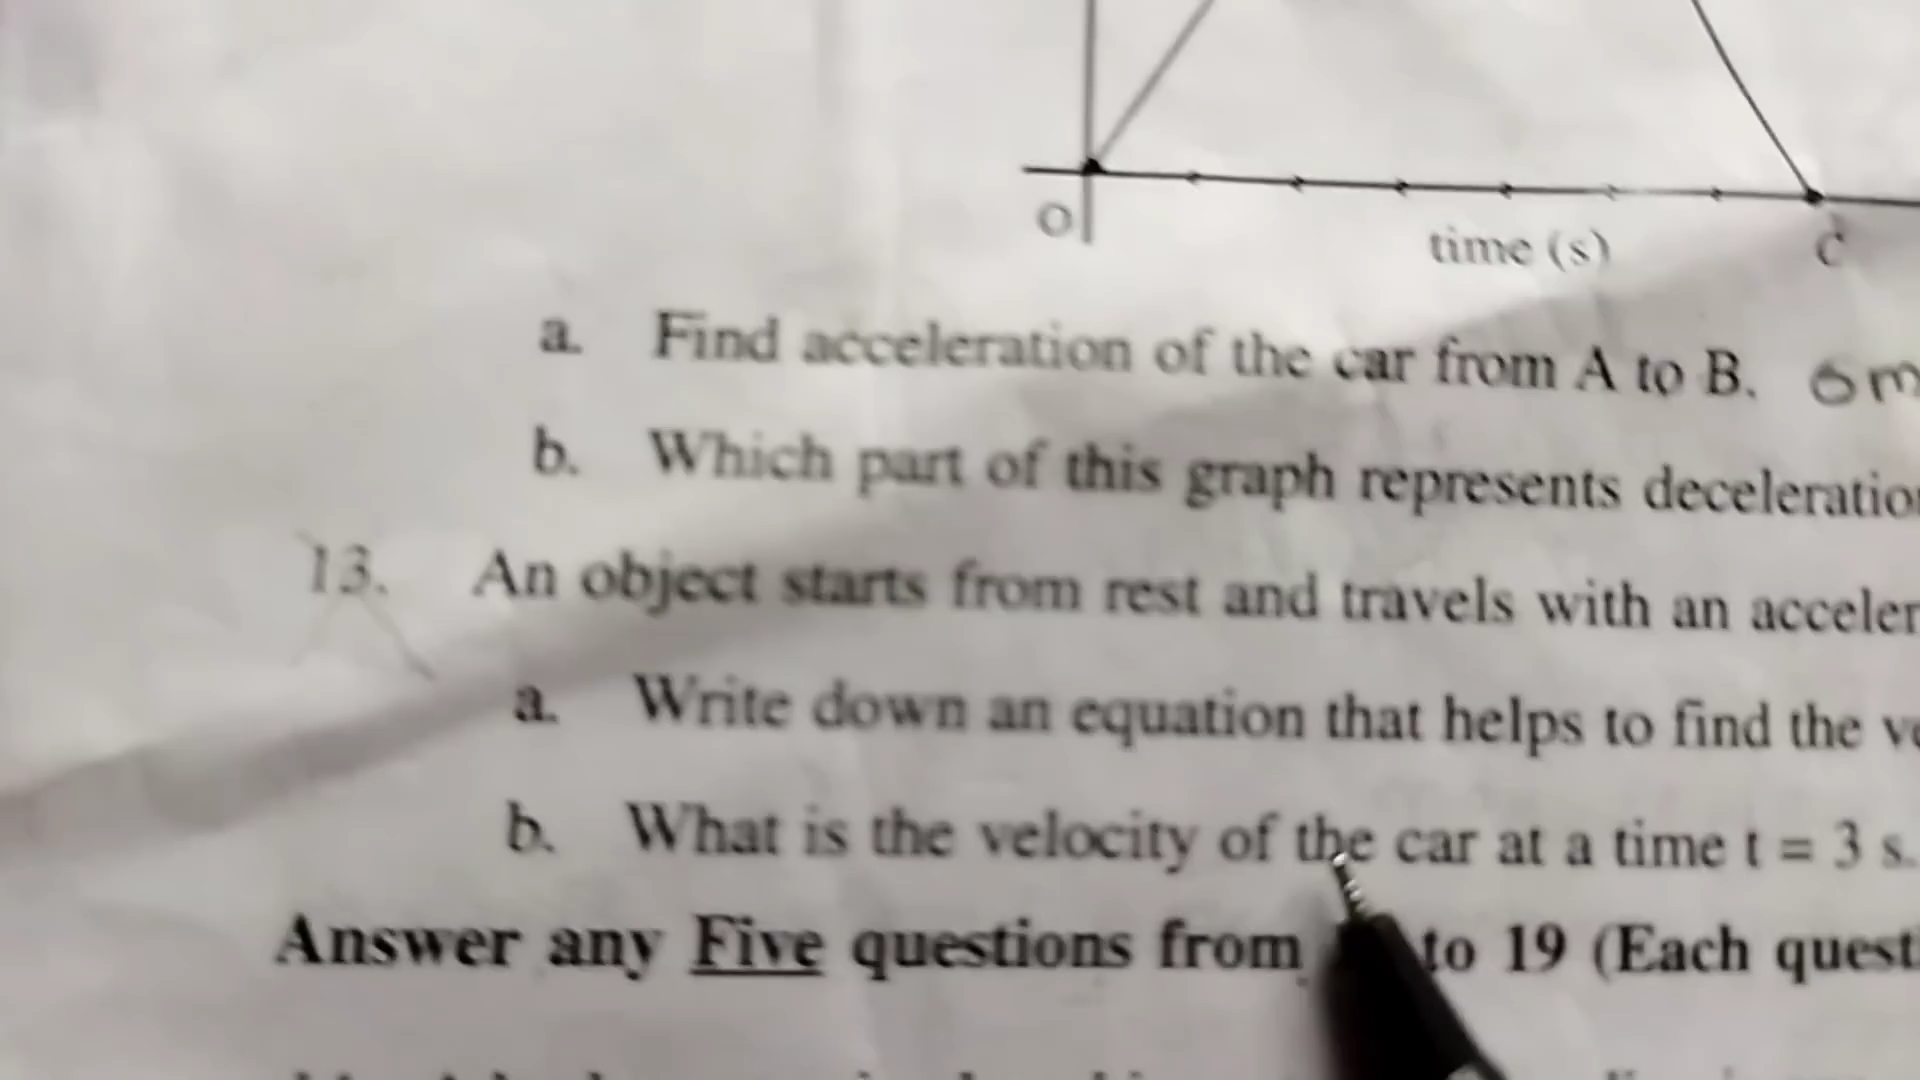 O
time (s)
C
a. Find acceleration of the car from A to B. 6 m
b. Which part of this graph represents deceleratio
13. An object starts from rest and travels with an acceler
a. Write down an equation that helps to find the ve
b. What is the velocity of the car at a time t = 3 s.
Answer any Five questions from to 19 (Each quest